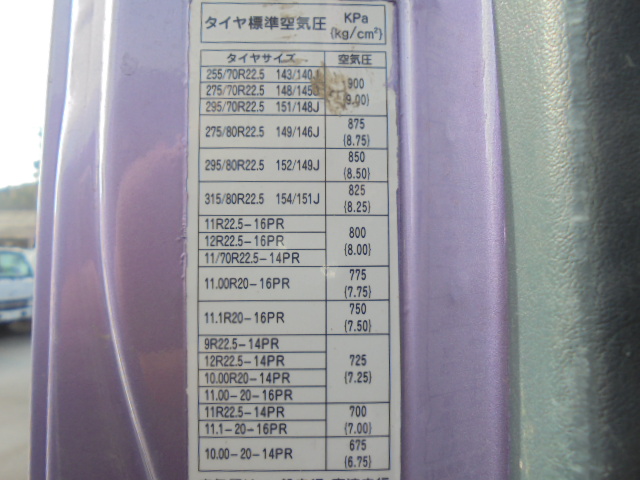 タイヤ標準空気圧 KPa
{kg/cm²}
タイヤサイズ 空気圧
255/70R22.5 143/140J
275/70R22.5 148/145J 900
295/70R22.5 151/148J {9.00}
275/80R22.5 149/146J 875
{8.75}
295/80R22.5 152/149J 850
{8.50}
315/80R22.5 154/151J 825
{8.25}
11R22.5-16PR
12R22.5-16PR 800
11/70R22.5-14PR {8.00}
11.00R20-16PR 775
{7.75}
11.1R20-16PR 750
{7.50}
9R22.5-14PR
12R22.5-14PR 725
10.00R20-14PR {7.25}
11.00-20-16PR
11R22.5-14PR 700
11.1-20-16PR {7.00}
10.00-20-14PR 675
{6.75}